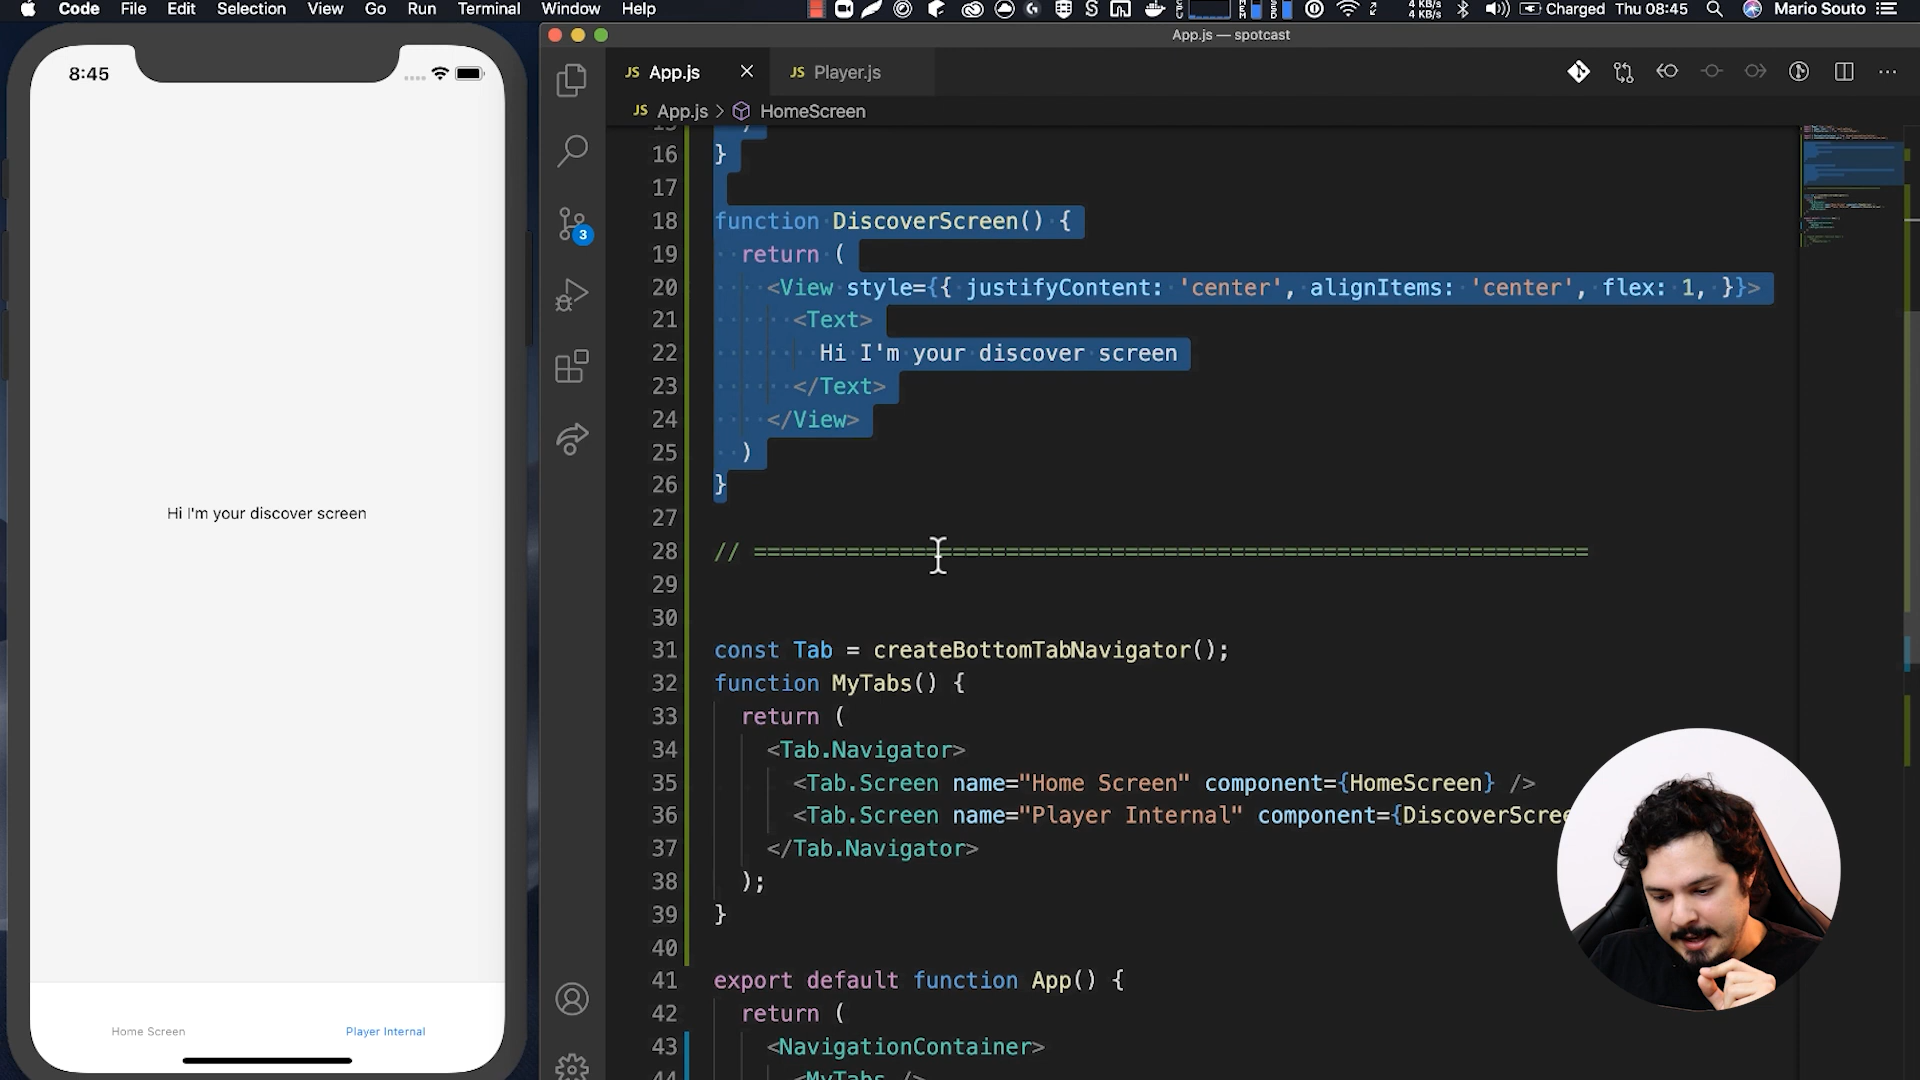 Code File Edit Selection View Go Run Terminal Window Help
4 KB/s
4 KB/s
Charged Thu 08:45 Mario Souto
8:45
Hi I'm your discover screen
Home Screen Player Internal
App.js — spotcast
JS App.js
JS Player.js
JS App.js > HomeScreen
3
16 }
17
18 function DiscoverScreen() {
19 return (
20 <View style={{ justifyContent: 'center', alignItems: 'center', flex: 1, }}>
21 <Text>
22 Hi I'm your discover screen
23 </Text>
24 </View>
25 )
26 }
27
28 // ===============================================================
29
30
31 const Tab = createBottomTabNavigator();
32 function MyTabs() {
33 return (
34 <Tab.Navigator>
35 <Tab.Screen name="Home Screen" component={HomeScreen} />
36 <Tab.Screen name="Player Internal" component={DiscoverScree
37 </Tab.Navigator>
38 );
39 }
40
41 export default function App() {
42 return (
43 <NavigationContainer>
44 <MyTabs />